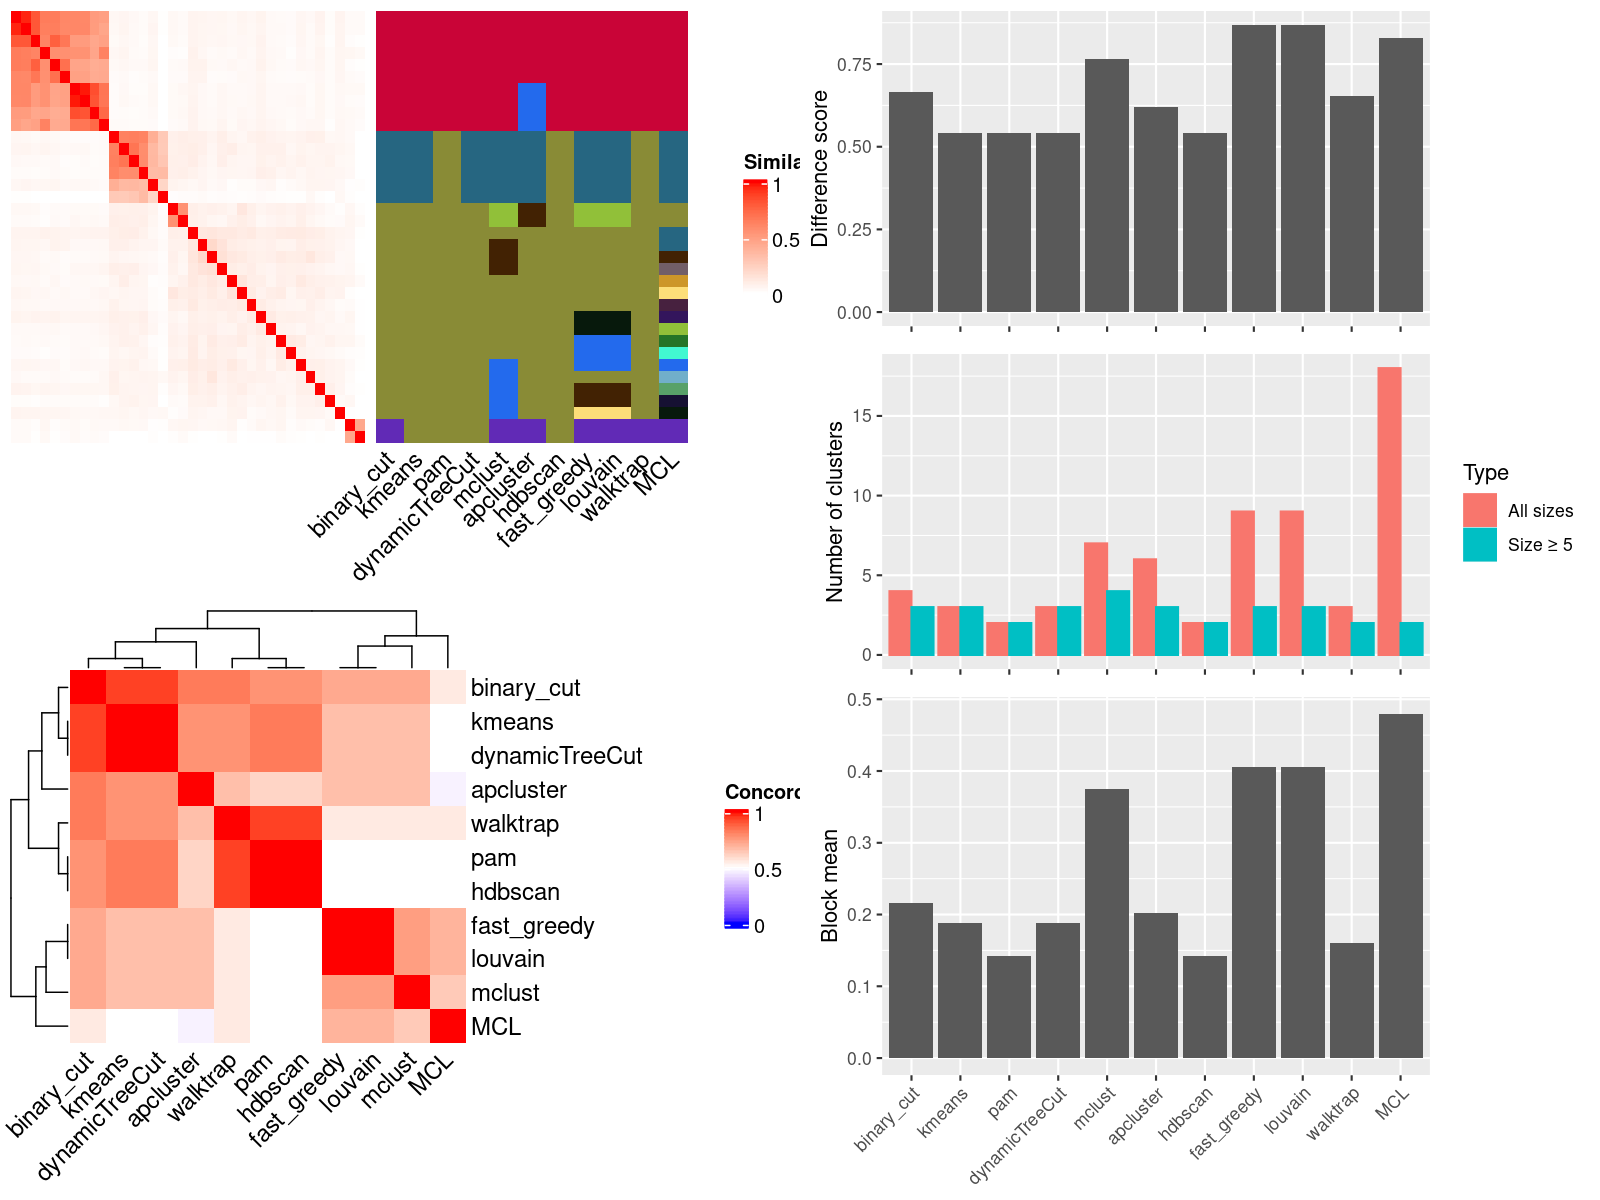 Simila
1
0.5
0
binary_cut
kmeans
pam
dynamicTreeCut
mclust
apcluster
hdbscan
fast_greedy
louvain
walktrap
MCL
binary_cut
kmeans
dynamicTreeCut
apcluster
walktrap
pam
hdbscan
fast_greedy
louvain
mclust
MCL
Concord
1
0.5
0
binary_cut
kmeans
dynamicTreeCut
apcluster
walktrap
pam
hdbscan
fast_greedy
louvain
mclust
MCL
Difference score
0.75
0.50
0.25
0.00
Number of clusters
15
10
5
0
Type
All sizes
Size ≥ 5
Block mean
0.5
0.4
0.3
0.2
0.1
0.0
binary_cut
kmeans
pam
dynamicTreeCut
mclust
apcluster
hdbscan
fast_greedy
louvain
walktrap
MCL